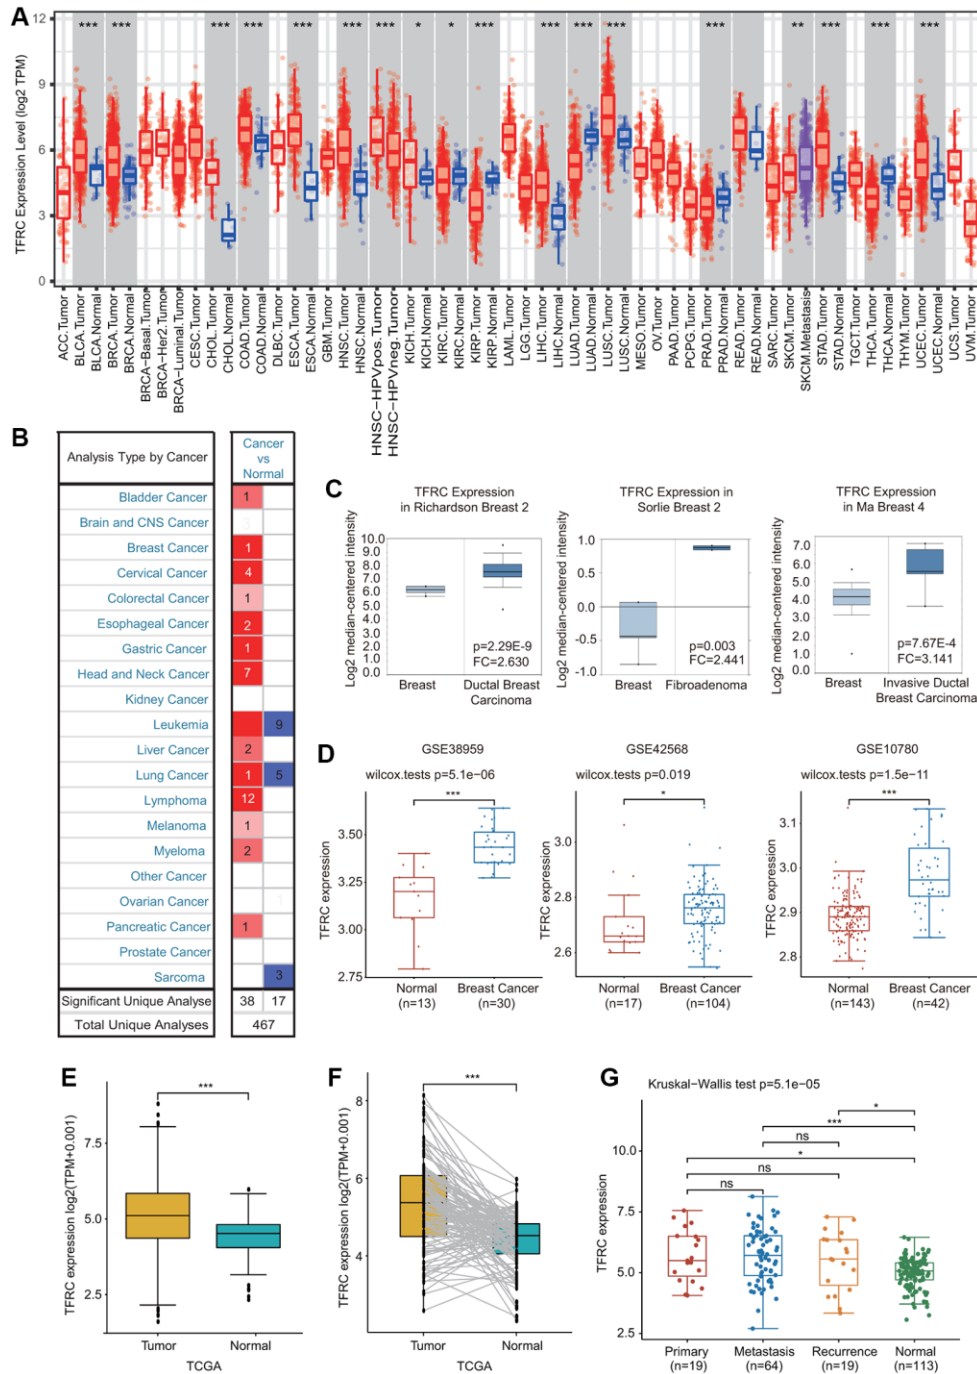 A
*** *** *** *** *** *** *** * * *** *** *** *** *** ** *** *** ***
TFRC Expression Level (log2 TPM)
12
9
6
3
0
ACC.Tumor
BLCA.Tumor
BLCA.Normal
BRCA.Tumor
BRCA.Normal
BRCA-Basal.Tumor
BRCA-Her2.Tumor
BRCA-Luminal.Tumor
CESC.Tumor
CHOL.Tumor
CHOL.Normal
COAD.Tumor
COAD.Normal
DLBC.Tumor
ESCA.Tumor
ESCA.Normal
GBM.Tumor
HNSC.Tumor
HNSC.Normal
HNSC-HPVpos.Tumor
HNSC-HPVneg.Tumor
KICH.Tumor
KICH.Normal
KIRC.Tumor
KIRC.Normal
KIRP.Tumor
KIRP.Normal
LAML.Tumor
LGG.Tumor
LIHC.Tumor
LIHC.Normal
LUAD.Tumor
LUAD.Normal
LUSC.Tumor
LUSC.Normal
MESO.Tumor
OV.Tumor
PAAD.Tumor
PCPG.Tumor
PRAD.Tumor
PRAD.Normal
READ.Tumor
READ.Normal
SARC.Tumor
SKCM.Tumor
SKCM.Metastasis
STAD.Tumor
STAD.Normal
TGCT.Tumor
THCA.Tumor
THCA.Normal
THYM.Tumor
UCEC.Tumor
UCEC.Normal
UCS.Tumor
UVM.Tumor
B
Analysis Type by Cancer
Cancer
vs
Normal
Bladder Cancer 1
Brain and CNS Cancer 3
Breast Cancer 1
Cervical Cancer 4
Colorectal Cancer 1
Esophageal Cancer 2
Gastric Cancer 1
Head and Neck Cancer 7
Kidney Cancer
Leukemia 9
Liver Cancer 2
Lung Cancer 1 5
Lymphoma 12
Melanoma 1
Myeloma 2
Other Cancer
Ovarian Cancer
Pancreatic Cancer 1
Prostate Cancer
Sarcoma 3
Significant Unique Analyse 38 17
Total Unique Analyses 467
C
TFRC Expression
in Richardson Breast 2
Log2 median-centered intensity
10.0
9.0
8.0
7.0
6.0
5.0
4.0
3.0
2.0
1.0
0.0
p=2.29E-9
FC=2.630
Breast
Ductal Breast
Carcinoma
TFRC Expression in
Sorlie Breast 2
Log2 median-centered intensity
1.0
0.5
0.0
-0.5
-1.0
p=0.003
FC=2.441
Breast
Fibroadenoma
TFRC Expression
in Ma Breast 4
Log2 median-centered intensity
7.0
6.0
5.0
4.0
3.0
2.0
1.0
0.0
p=7.67E-4
FC=3.141
Breast
Invasive Ductal
Breast Carcinoma
D
GSE38959
wilcox.tests p=5.1e−06
***
TFRC expression
3.50
3.25
3.00
2.75
Normal Breast Cancer
(n=13) (n=30)
GSE42568
wilcox.tests p=0.019
*
TFRC expression
3.0
2.8
2.6
Normal Breast Cancer
(n=17) (n=104)
GSE10780
wilcox.tests p=1.5e−11
***
TFRC expression
3.1
3.0
2.9
2.8
Normal Breast Cancer
(n=143) (n=42)
E
***
TFRC expression log2(TPM+0.001)
7.5
5.0
2.5
Tumor Normal
TCGA
F
***
TFRC expression log2(TPM+0.001)
8
6
4
Tumor Normal
TCGA
G
Kruskal−Wallis test p=5.1e−05
*
***
ns
*
ns
ns
TFRC expression
10.0
7.5
5.0
2.5
Primary Metastasis Recurrence Normal
(n=19) (n=64) (n=19) (n=113)